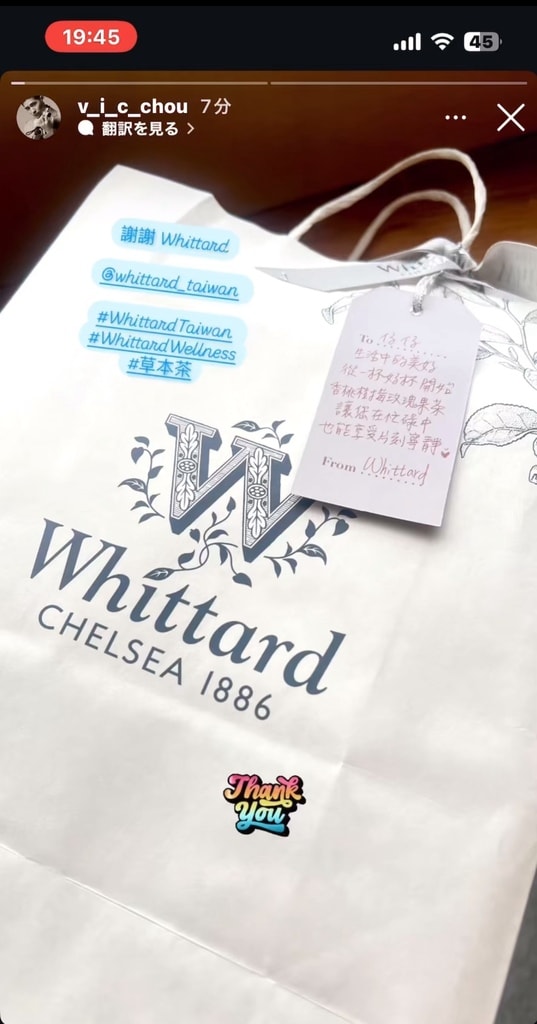 19:45
45
v_i_c_chou 7分
翻訳を見る
謝謝 Whittard
@whittard_taiwan
#WhittardTaiwan
#WhittardWellness
#草本茶
To
生活中的美好
從一杯好杯開始
香桃楊梅玫瑰果茶
讓您在忙碌中
也能享受片刻寧靜
From Whittard
W
Whittard
CHELSEA 1886
Thank
You